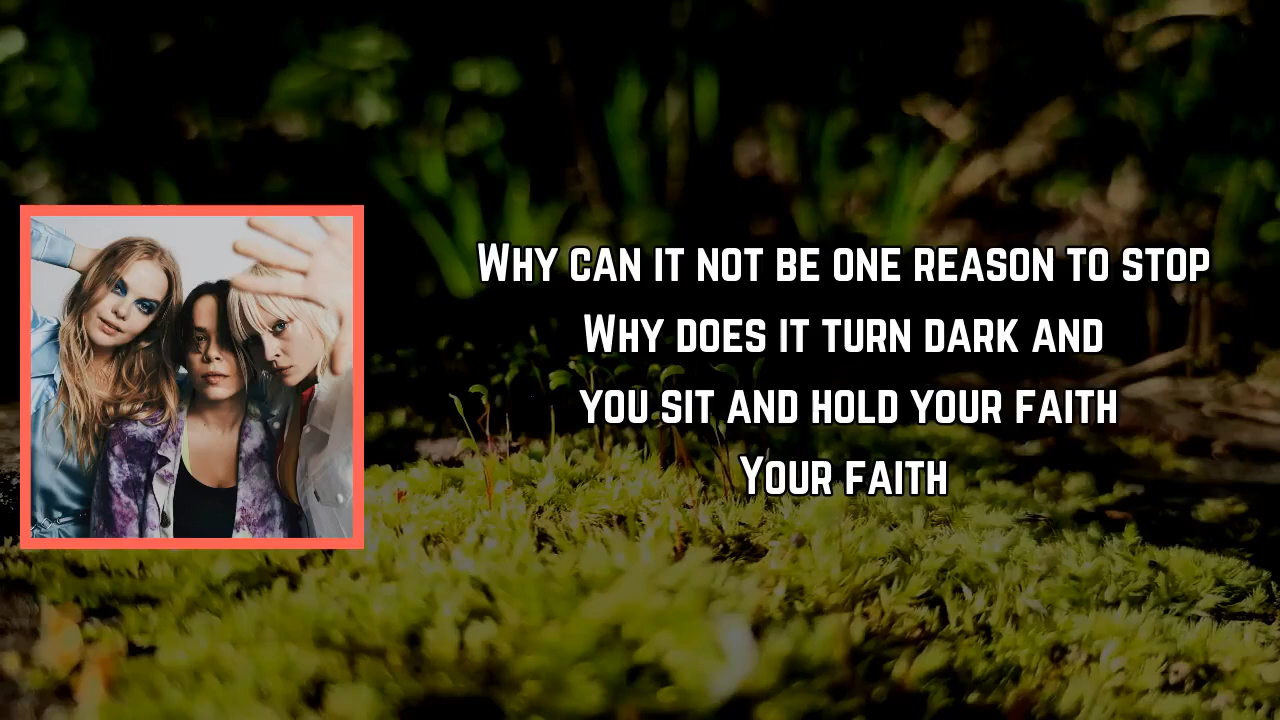 Why can it not be one reason to stop
Why does it turn dark and
you sit and hold your faith
Your faith